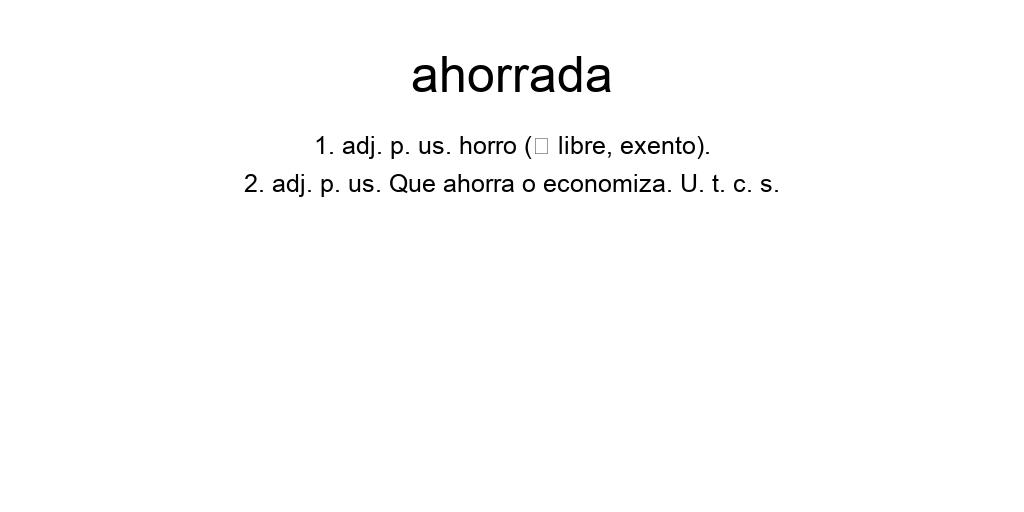 ahorrada
1. adj. p. us. horro (□ libre, exento).
2. adj. p. us. Que ahorra o economiza. U. t. c. s.